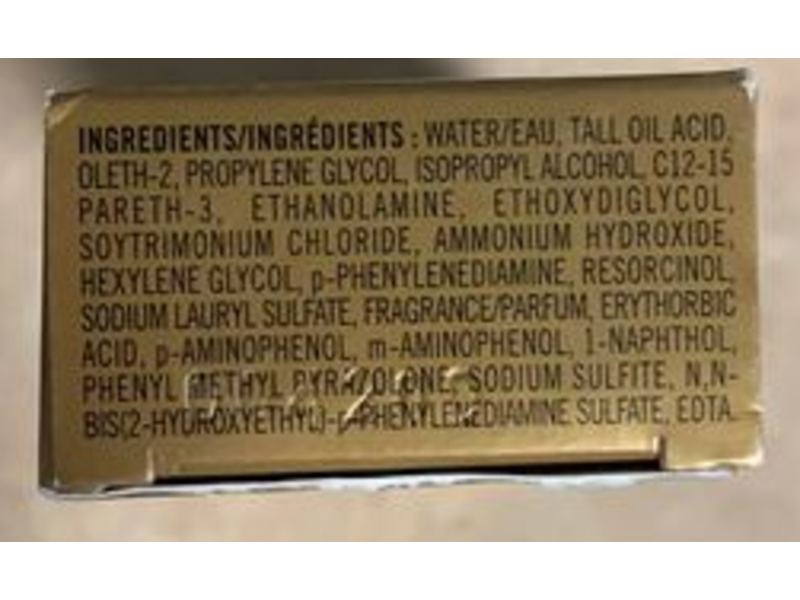 INGREDIENTS/INGRÉDIENTS : WATER/EAU, TALL OIL ACID,
OLETH-2, PROPYLENE GLYCOL, ISOPROPYL ALCOHOL, C12-15
PARETH-3, ETHANOLAMINE, ETHOXYDIGLYCOL,
SOYTRIMONIUM CHLORIDE, AMMONIUM HYDROXIDE,
HEXYLENE GLYCOL, p-PHENYLENEDIAMINE, RESORCINOL,
SODIUM LAURYL SULFATE, FRAGRANCE/PARFUM, ERYTHORBIC
ACID, p-AMINOPHENOL, m-AMINOPHENOL, 1-NAPHTHOL,
PHENYL METHYL PYRAZOLONE, SODIUM SULFITE, N,N-
BIS(2-HYDROXYETHYL)-p-PHENYLENEDIAMINE SULFATE, EDTA.